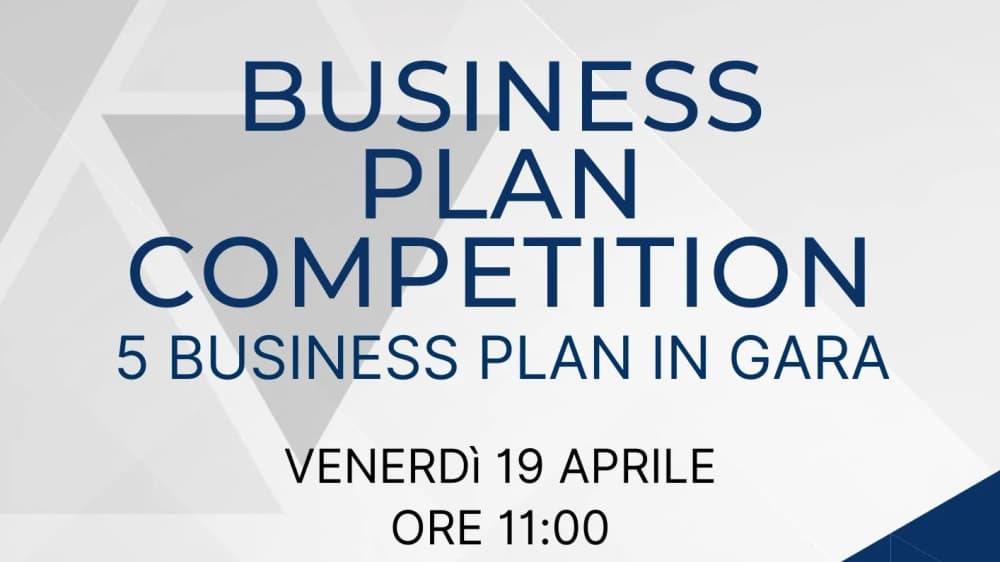 BUSINESS
PLAN
COMPETITION
5 BUSINESS PLAN IN GARA
VENERDì 19 APRILE
ORE 11:00